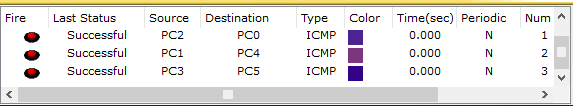 Fire Last Status Source Destination Type Color Time(sec) Periodic Num
Successful PC2 PC0 ICMP 0.000 N 1
Successful PC1 PC4 ICMP 0.000 N 2
Successful PC3 PC5 ICMP 0.000 N 3